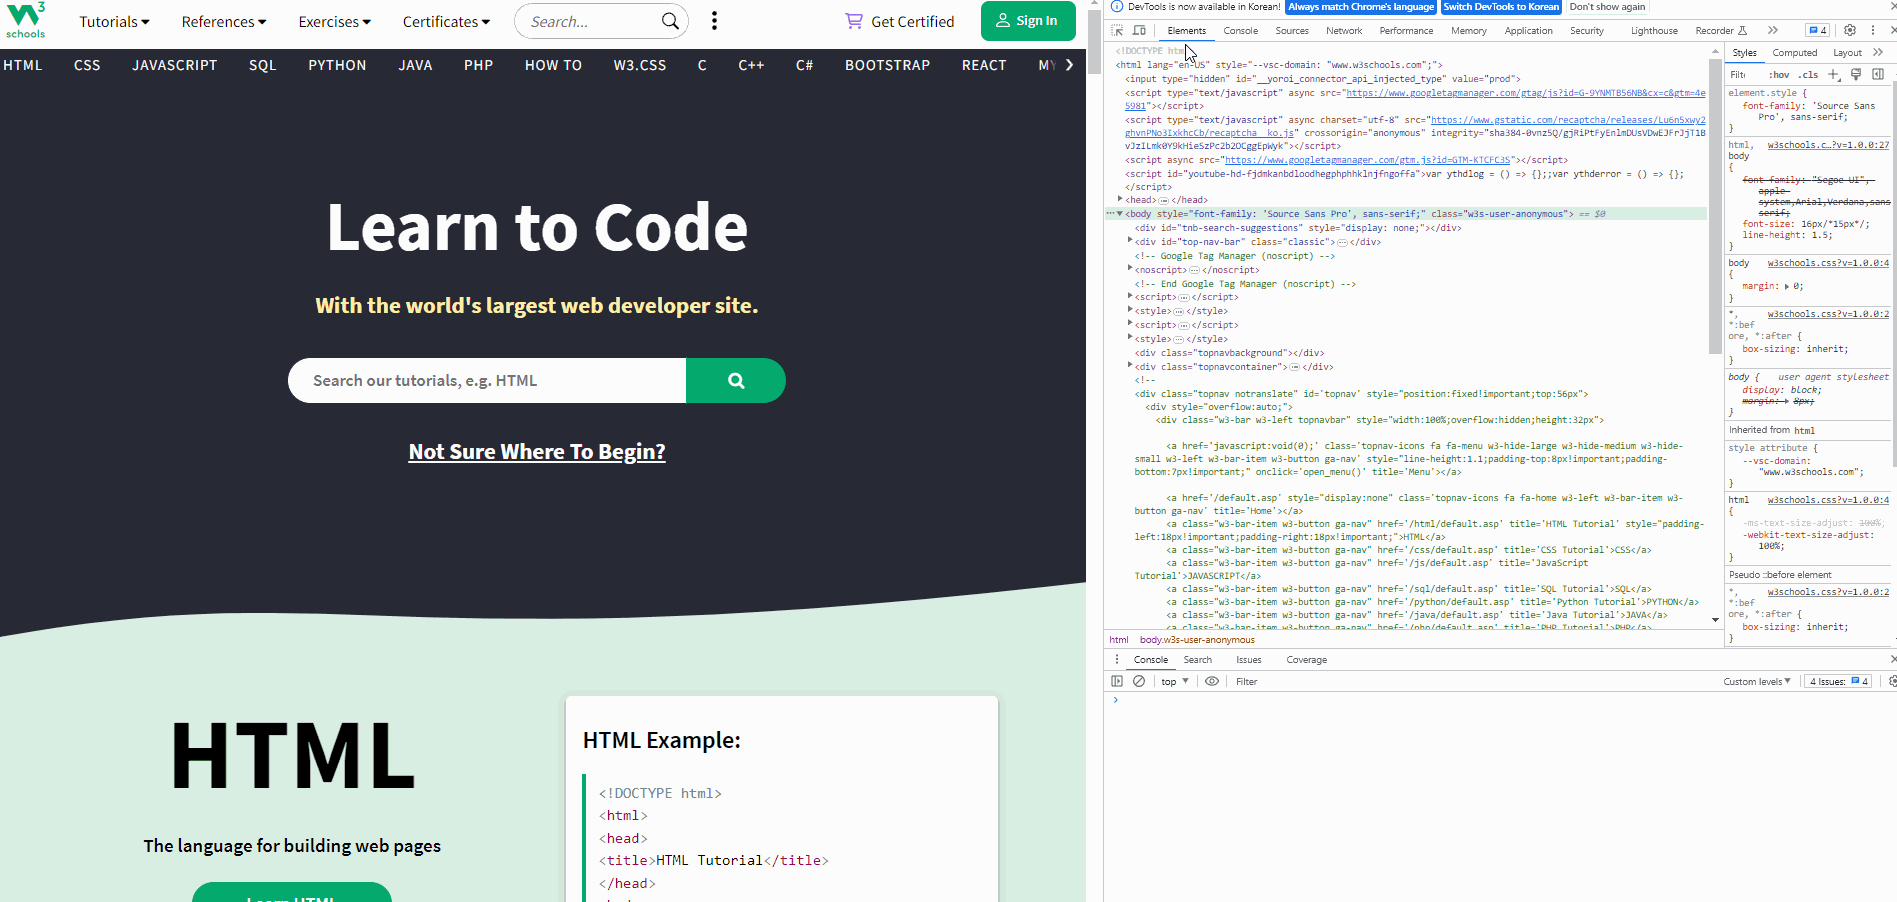 3
schools
Tutorials
References
Exercises
Certificates
Search...
Get Certified
Sign In
HTML
CSS
JAVASCRIPT
SQL
PYTHON
JAVA
PHP
HOW TO
W3.CSS
C
C++
C#
BOOTSTRAP
REACT
Learn to Code
With the world's largest web developer site.
Search our tutorials, e.g. HTML
Not Sure Where To Begin?
HTML
The language for building web pages
HTML Example:
<!DOCTYPE html>
<html>
<head>
<title>HTML Tutorial</title>
</head>
DevTools is now available in Korean!
Always match Chrome's language
Switch DevTools to Korean
Don't show again
Elements
Console
Sources
Network
Performance
Memory
Application
Security
Lighthouse
Recorder
4
<html lang="en-US" style="--vsc-domain: "www.w3schools.com";">
<input type="hidden" id="__yoroi_connector_api_injected_type" value="prod">
<script type="text/javascript" async src="https://www.googletagmanager.com/gtag/js?id=G-9YNMTB56NB&cx=c&gtm=4e
5981"></script>
<script type="text/javascript" async charset="utf-8" src="https://www.gstatic.com/recaptcha/releases/Lu6n5xwy2
ghvnPNo3IxkhcCb/recaptcha__ko.js" crossorigin="anonymous"
<script async src="https://www.googletagmanager.com/gtm.js?id=GTM-KTCFC3S"></script>
<script id="youtube-hd-fjdmkanbdloodhegphphhklnjfngoffa">var ythdlog = () => {};;var ythderror = () => {};
</script>
<head></head>
<body style="font-family: 'Source Sans Pro', sans-serif;" class="w3s-user-anonymous"> == $0
<div id="tnb-search-suggestions" style="display: none;"></div>
<div id="top-nav-bar" class="classic"></div>
<!-- Google Tag Manager (noscript) -->
<noscript></noscript>
<!-- End Google Tag Manager (noscript) -->
<script></script>
<style></style>
<script></script>
<style></style>
<div class="topnavbackground"></div>
<div class="topnavcontainer"></div>
<!--
<div class="topnav notranslate" id='topnav' style="position:fixed!important;top:56px">
<div style="overflow:auto;">
<div class="w3-bar w3-left topnavbar" style="width:100%;overflow:hidden;height:32px">
<a href='javascript:void(0);' class='topnav-icons fa fa-menu w3-hide-large w3-hide-medium w3-hide-
small w3-left w3-bar-item w3-button ga-nav' style="line-height:1.1;padding-top:8px!important;padding-
bottom:7px!important;" onclick='open_menu()' title='Menu'></a>
<a href='/default.asp' style="display:none" class='topnav-icons fa fa-home w3-left w3-bar-item w3-
button ga-nav' title='Home'></a>
<a class="w3-bar-item w3-button ga-nav" href='/html/default.asp' title='HTML Tutorial' style="padding-
left:18px!important;padding-right:18px!important;">HTML</a>
<a class="w3-bar-item w3-button ga-nav" href='/css/default.asp' title='CSS Tutorial'>CSS</a>
<a class="w3-bar-item w3-button ga-nav" href='/js/default.asp' title='JavaScript
Tutorial'>JAVASCRIPT</a>
<a class="w3-bar-item w3-button ga-nav" href='/sql/default.asp' title='SQL Tutorial'>SQL</a>
<a class="w3-bar-item w3-button ga-nav" href='/python/default.asp' title='Python Tutorial'>PYTHON</a>
<a class="w3-bar-item w3-button ga-nav" href='/java/default.asp' title='Java Tutorial'>JAVA</a>
html body.w3s-user-anonymous
Styles
Computed
Layout
:hov .cls
element.style {
font-family: 'Source Sans
Pro', sans-serif;
}
html, w3schools.c…?v=1.0.0:27
body
{
font-family: "Segoe UI",-
apple-
system,Arial,Verdana,sans-
serif;
font-size: 16px/*15px*/;
line-height: 1.5;
}
body w3schools.css?v=1.0.0:4
{
margin: 0;
}
*, w3schools.css?v=1.0.0:2
*:bef
ore, *:after {
box-sizing: inherit;
}
body { user agent stylesheet
display: block;
margin: 8px;
}
Inherited from html
style attribute {
--vsc-domain:
"www.w3schools.com";
}
html w3schools.css?v=1.0.0:4
{
-ms-text-size-adjust: 100%;
-webkit-text-size-adjust:
100%;
}
Pseudo ::before element
*, w3schools.css?v=1.0.0:2
*:bef
ore, *:after {
box-sizing: inherit;
}
Console
Search
Issues
Coverage
top
Filter
Custom levels
4 Issues: 4